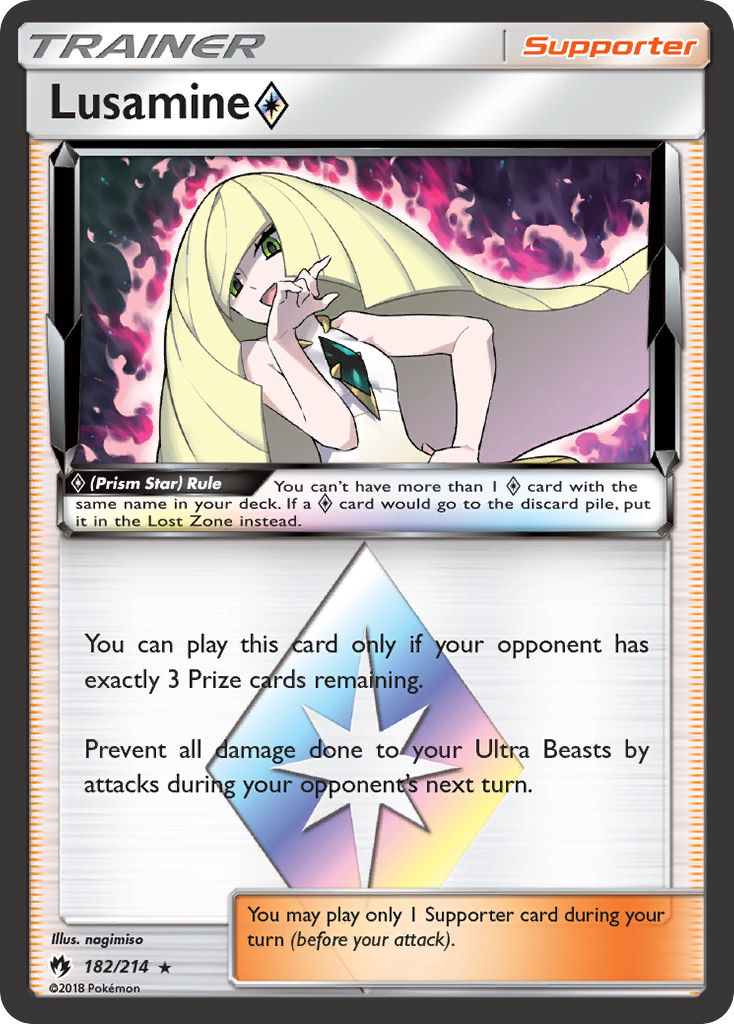 TRAINER
Supporter
Lusamine
(Prism Star) Rule
You can't have more than 1 card with the
same name in your deck. If a card would go to the discard pile, put
it in the Lost Zone instead.
You can play this card only if your opponent has
exactly 3 Prize cards remaining.
Prevent all damage done to your Ultra Beasts by
attacks during your opponent's next turn.
You may play only 1 Supporter card during your
turn (before your attack).
Illus. nagimiso
182/214 ★
©2018 Pokémon